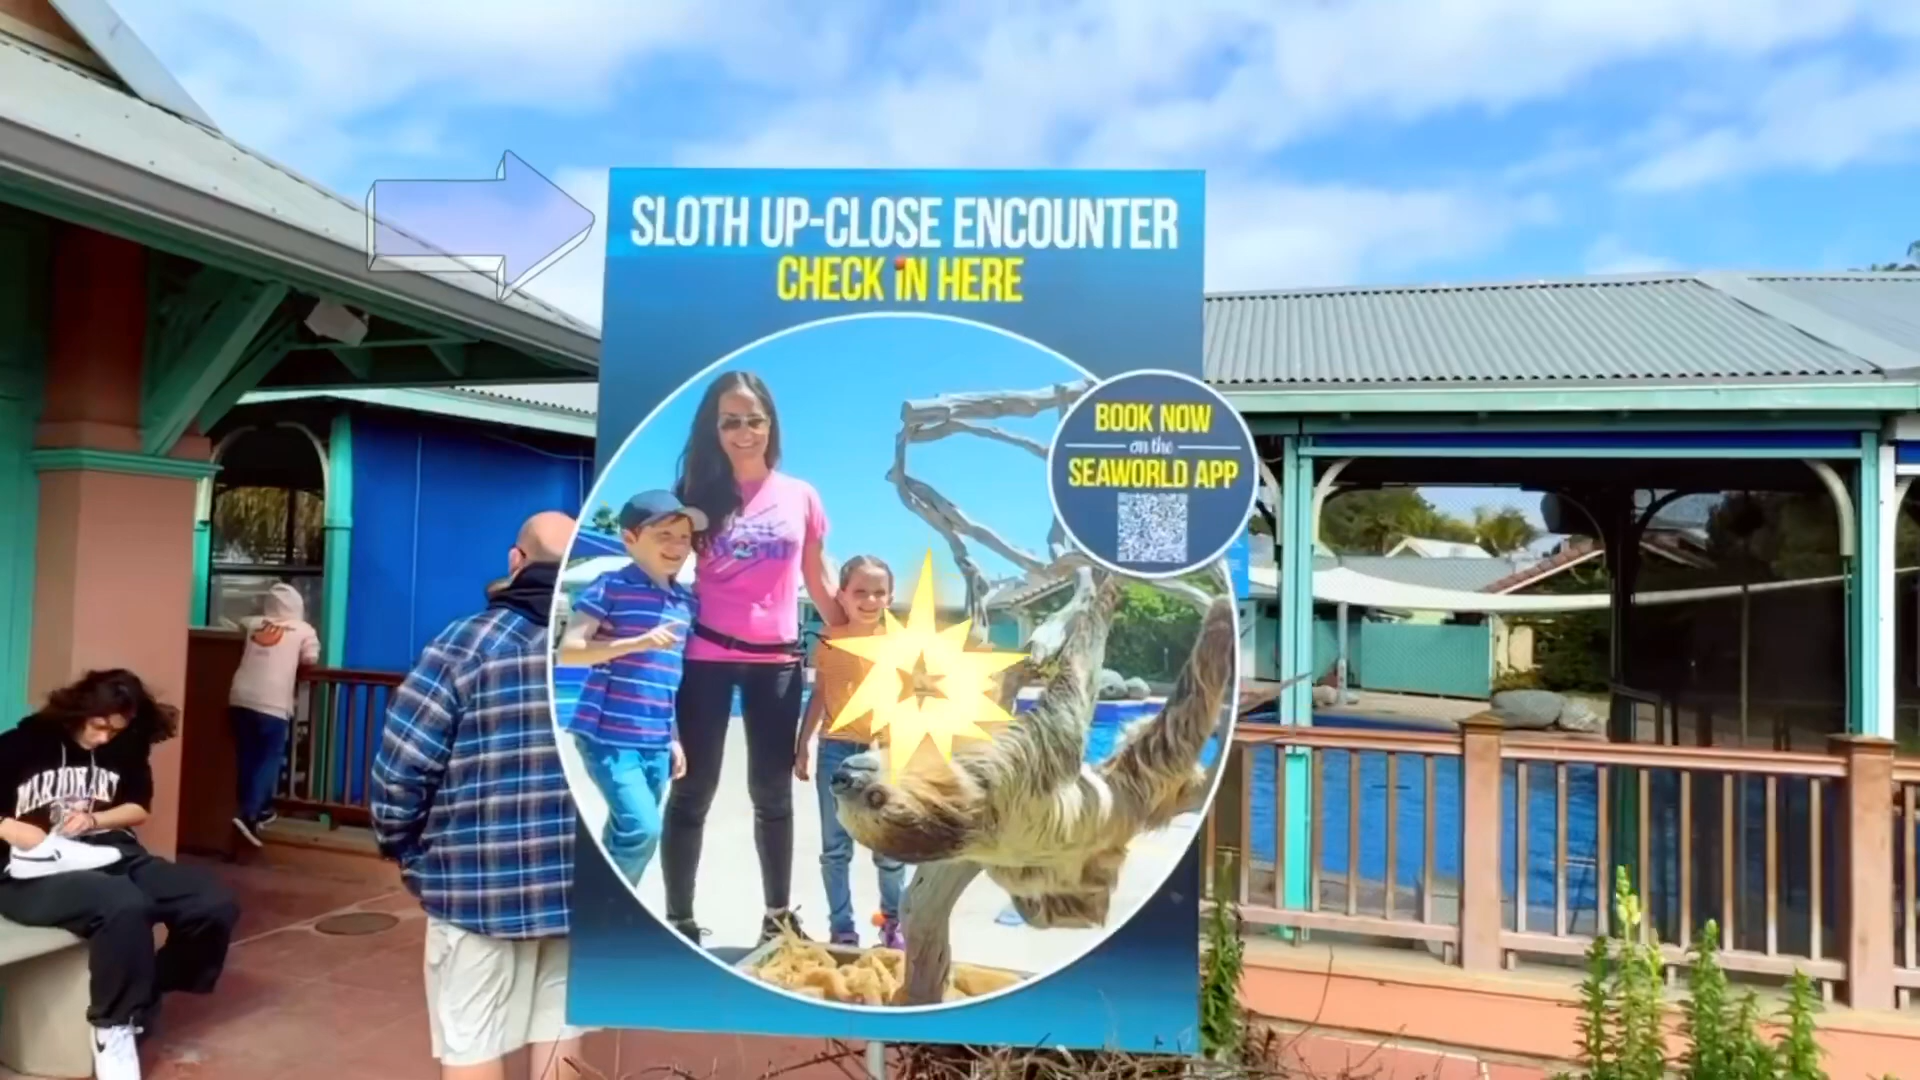 SLOTH UP-CLOSE ENCOUNTER
CHECK IN HERE
BOOK NOW
on the
SEAWORLD APP
MARIOKART